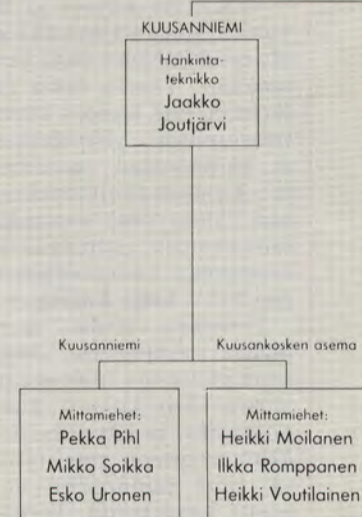 KUUSANNIEMI
Hankinta-
teknikko
Jaakko
Joutjärvi
Kuusanniemi
Mittamiehet:
Pekka Pihl
Mikko Soikka
Esko Uronen
Kuusankosken asema
Mittamiehet:
Heikki Moilanen
Ilkka Romppanen
Heikki Voutilainen